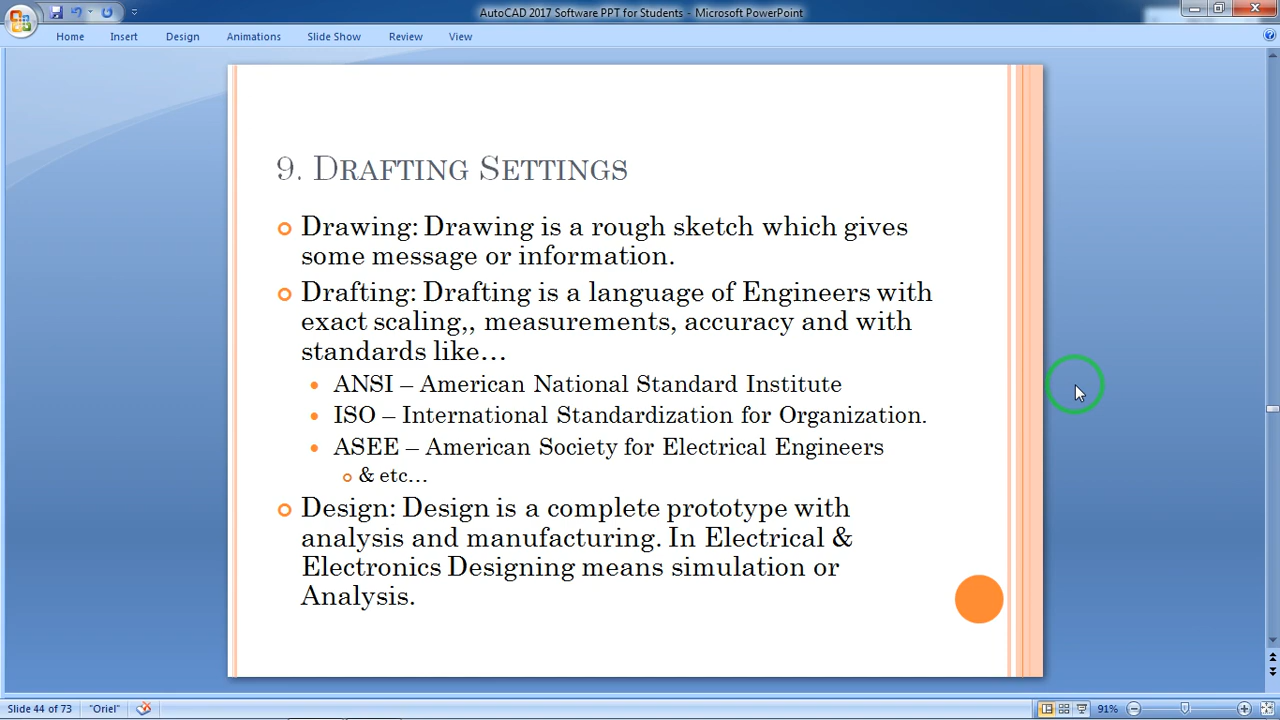 AutoCAD 2017 Software PPT for Students - Microsoft PowerPoint
Home Insert Design Animations Slide Show Review View
9. DRAFTING SETTINGS
Drawing: Drawing is a rough sketch which gives
some message or information.
Drafting: Drafting is a language of Engineers with
exact scaling,, measurements, accuracy and with
standards like…
ANSI – American National Standard Institute
ISO – International Standardization for Organization.
ASEE – American Society for Electrical Engineers
& etc…
Design: Design is a complete prototype with
analysis and manufacturing. In Electrical &
Electronics Designing means simulation or
Analysis.
Slide 44 of 73 "Oriel" 91%